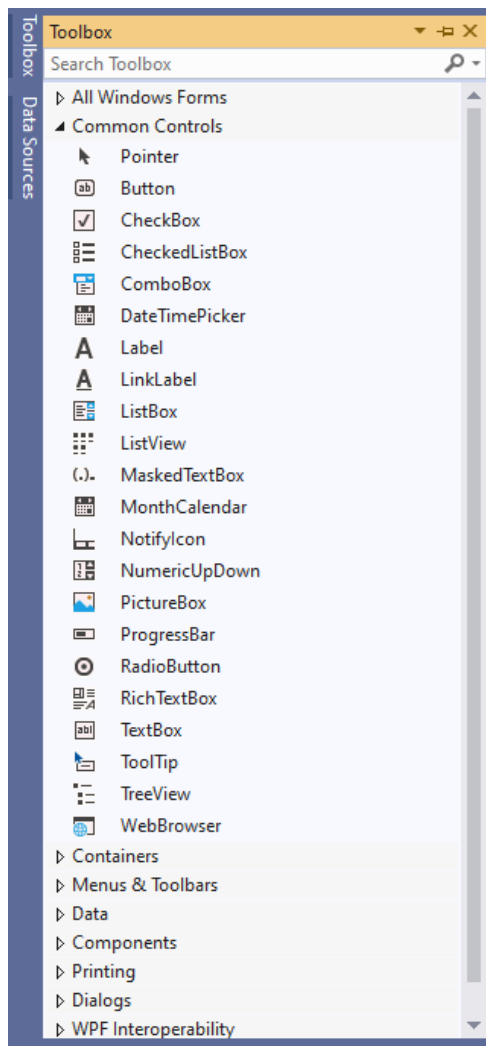 Toolbox
Data Sources
Toolbox
Search Toolbox
All Windows Forms
Common Controls
Pointer
Button
CheckBox
CheckedListBox
ComboBox
DateTimePicker
Label
LinkLabel
ListBox
ListView
MaskedTextBox
MonthCalendar
NotifyIcon
NumericUpDown
PictureBox
ProgressBar
RadioButton
RichTextBox
TextBox
ToolTip
TreeView
WebBrowser
Containers
Menus & Toolbars
Data
Components
Printing
Dialogs
WPF Interoperability